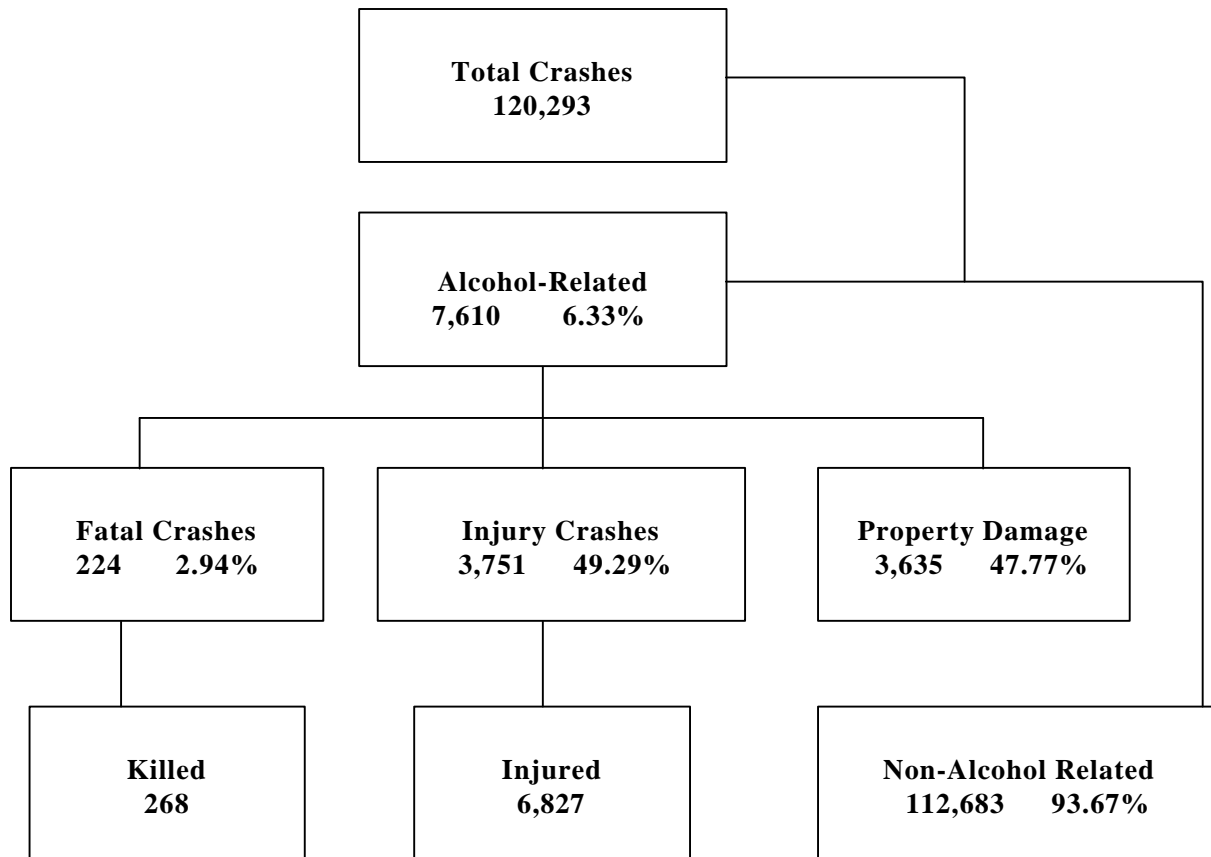 Total Crashes
120,293
Alcohol-Related
7,610 6.33%
Fatal Crashes
224 2.94%
Injury Crashes
3,751 49.29%
Property Damage
3,635 47.77%
Killed
268
Injured
6,827
Non-Alcohol Related
112,683 93.67%